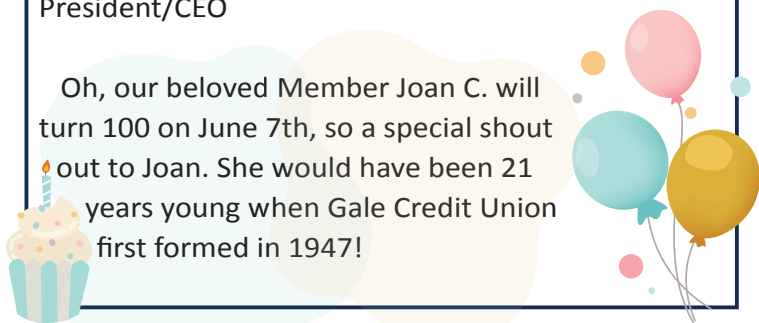 President/CEO
Oh, our beloved Member Joan C. will
turn 100 on June 7th, so a special shout
out to Joan. She would have been 21
years young when Gale Credit Union
first formed in 1947!